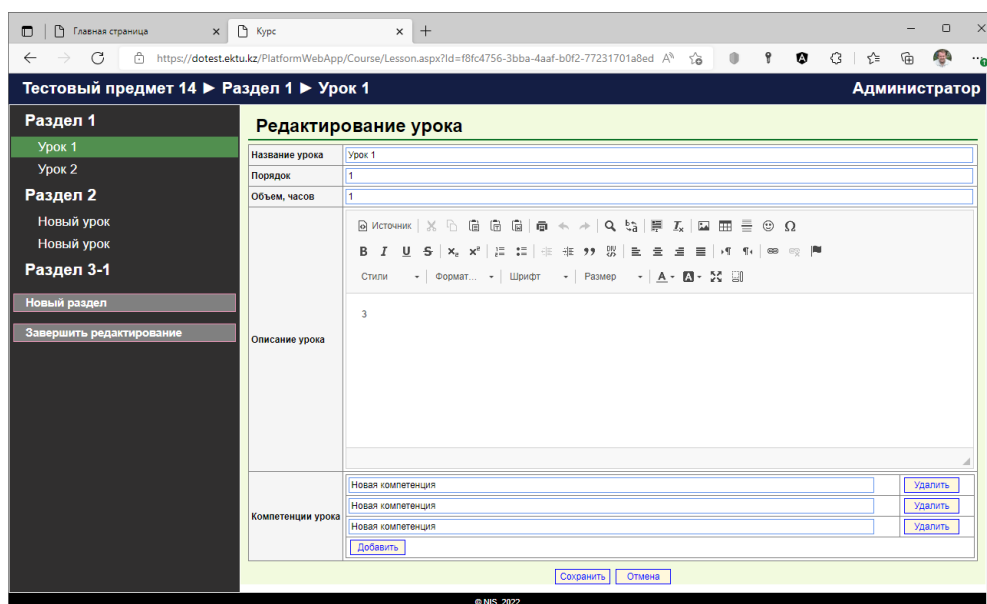 Главная страница
Курс
https://dotest.ektu.kz/PlatformWebApp/Course/Lesson.aspx?Id=f8fc4756-3bba-4aaf-b0f2-77231701a8ed
Тестовый предмет 14 ► Раздел 1 ► Урок 1 Администратор
Раздел 1
Урок 1
Урок 2
Раздел 2
Новый урок
Новый урок
Раздел 3-1
Новый раздел
Завершить редактирование
Редактирование урока
Название урока Урок 1
Порядок 1
Объем, часов 1
Описание урока
Источник
Стили Формат... Шрифт Размер
3
Компетенции урока
Новая компетенция Удалить
Новая компетенция Удалить
Новая компетенция Удалить
Добавить
Сохранить Отмена
© NIS, 2022